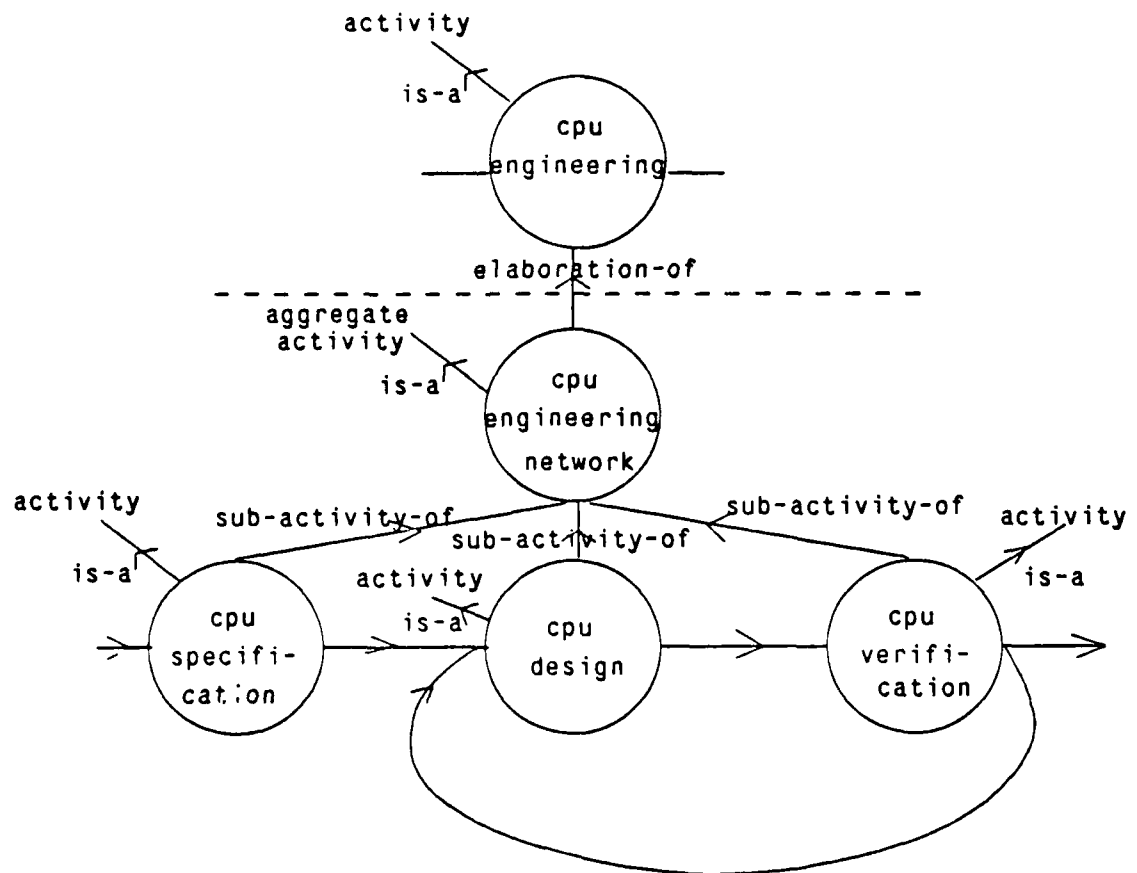 activity
is-a
cpu
engineering
elaboration-of
aggregate
activity
is-a
cpu
engineering
network
activity
sub-activity-of
sub-activity-of
sub-activity-of
activity
is-a
activity
is-a
is-a
cpu
specifi-
cation
cpu
design
cpu
verifi-
cation